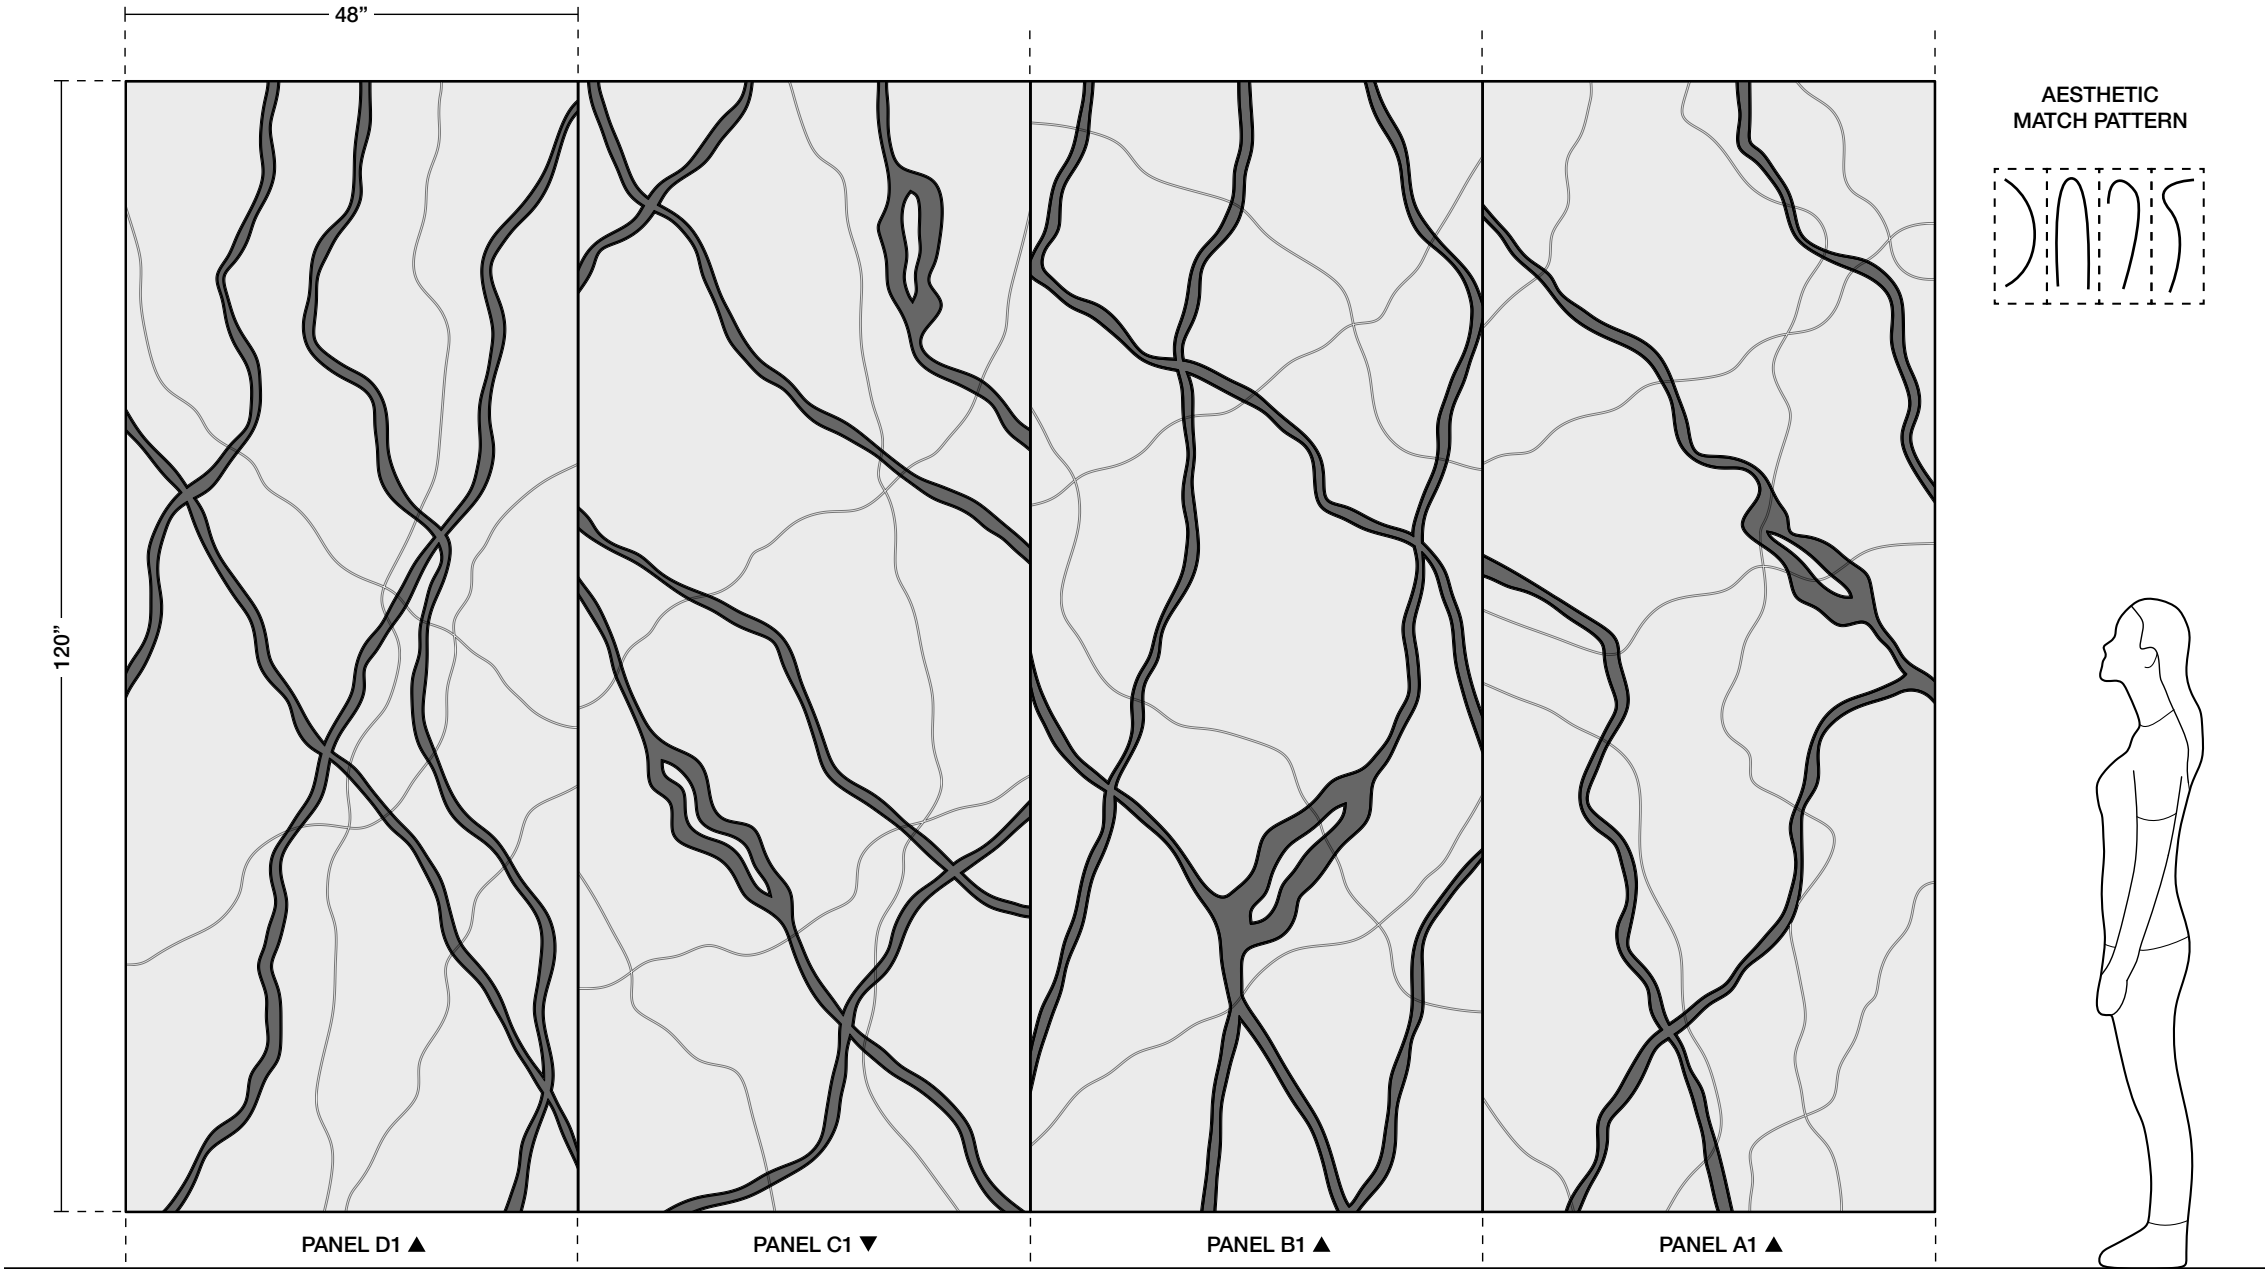 48”
AESTHETIC
MATCH PATTERN
120”
PANEL D1 ▲
PANEL C1 ▼
PANEL B1 ▲
PANEL A1 ▲